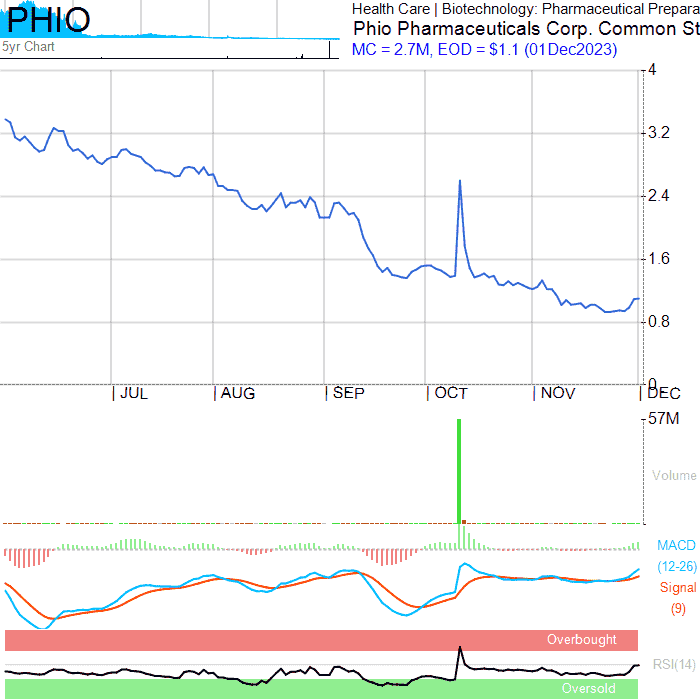 PHIO
5yr Chart
Health Care | Biotechnology: Pharmaceutical Prepara
Phio Pharmaceuticals Corp. Common St
MC = 2.7M, EOD = $1.1 (01Dec2023)
4
3.2
2.4
1.6
0.8
0
JUL
AUG
SEP
OCT
NOV
DEC
57M
Volume
MACD
(12-26)
Signal
(9)
Overbought
RSI(14)
Oversold